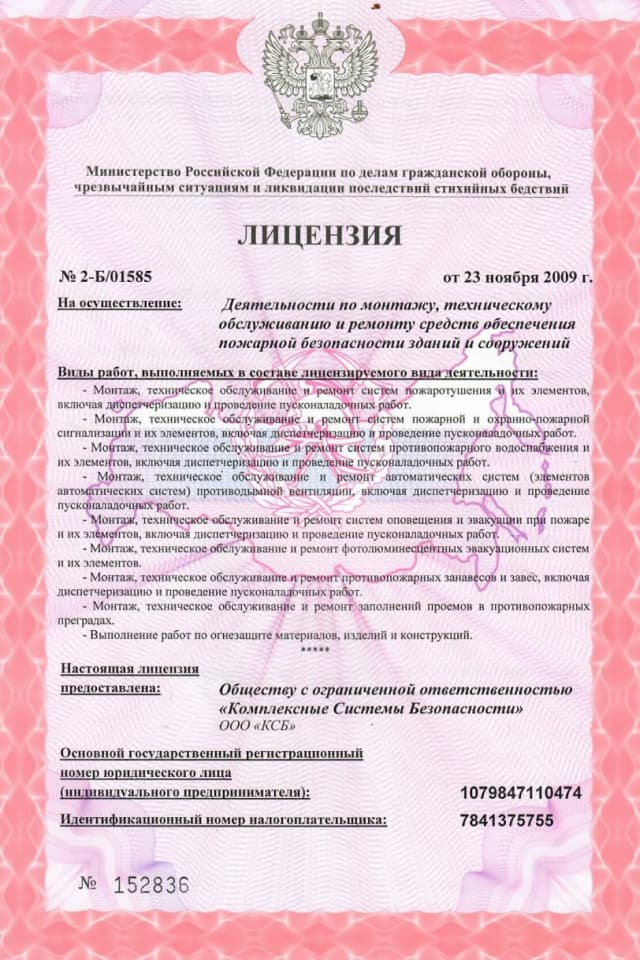 Министерство Российской Федерации по делам гражданской обороны,
чрезвычайным ситуациям и ликвидации последствий стихийных бедствий
ЛИЦЕНЗИЯ
№ 2-Б/01585 от 23 ноября 2009 г.
На осуществление: Деятельности по монтажу, техническому
обслуживанию и ремонту средств обеспечения
пожарной безопасности зданий и сооружений
Виды работ, выполняемых в составе лицензируемого вида деятельности:
- Монтаж, техническое обслуживание и ремонт систем пожаротушения и их элементов,
включая диспетчеризацию и проведение пусконаладочных работ.
- Монтаж, техническое обслуживание и ремонт систем пожарной и охранно-пожарной
сигнализации и их элементов, включая диспетчеризацию и проведение пусконаладочных работ.
- Монтаж, техническое обслуживание и ремонт систем противопожарного водоснабжения и
их элементов, включая диспетчеризацию и проведение пусконаладочных работ.
- Монтаж, техническое обслуживание и ремонт автоматических систем (элементов
автоматических систем) противодымной вентиляции, включая диспетчеризацию и проведение
пусконаладочных работ.
- Монтаж, техническое обслуживание и ремонт систем оповещения и эвакуации при пожаре
и их элементов, включая диспетчеризацию и проведение пусконаладочных работ.
- Монтаж, техническое обслуживание и ремонт фотолюминесцентных эвакуационных систем
и их элементов.
- Монтаж, техническое обслуживание и ремонт противопожарных занавесов и завес, включая
диспетчеризацию и проведение пусконаладочных работ.
- Монтаж, техническое обслуживание и ремонт заполнений проемов в противопожарных
преградах.
- Выполнение работ по огнезащите материалов, изделий и конструкций.
*****
Настоящая лицензия
предоставлена: Обществу с ограниченной ответственностью
«Комплексные Системы Безопасности»
ООО «КСБ»
Основной государственный регистрационный
номер юридического лица
(индивидуального предпринимателя): 1079847110474
Идентификационный номер налогоплательщика: 7841375755
№ 152836